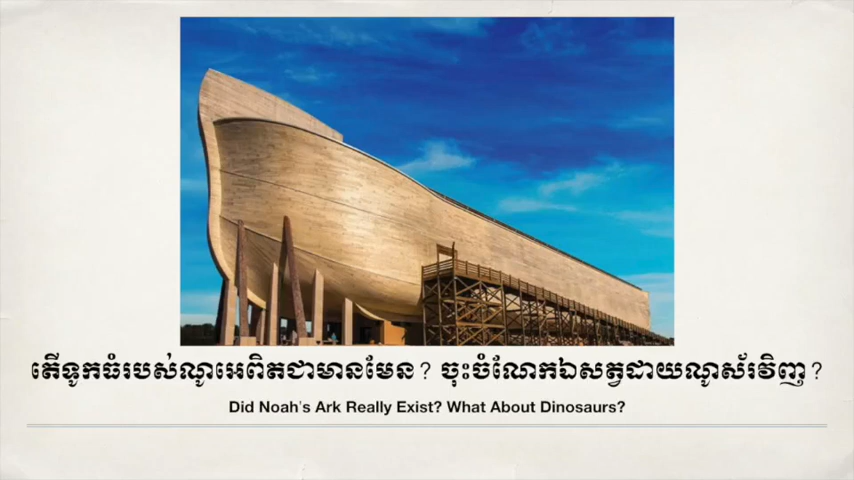 តើទូកធំរបស់ណូអេពិតជាមានមែន? ចុះចំណែកឯសត្វដាយណូស័រវិញ?
Did Noah's Ark Really Exist? What About Dinosaurs?